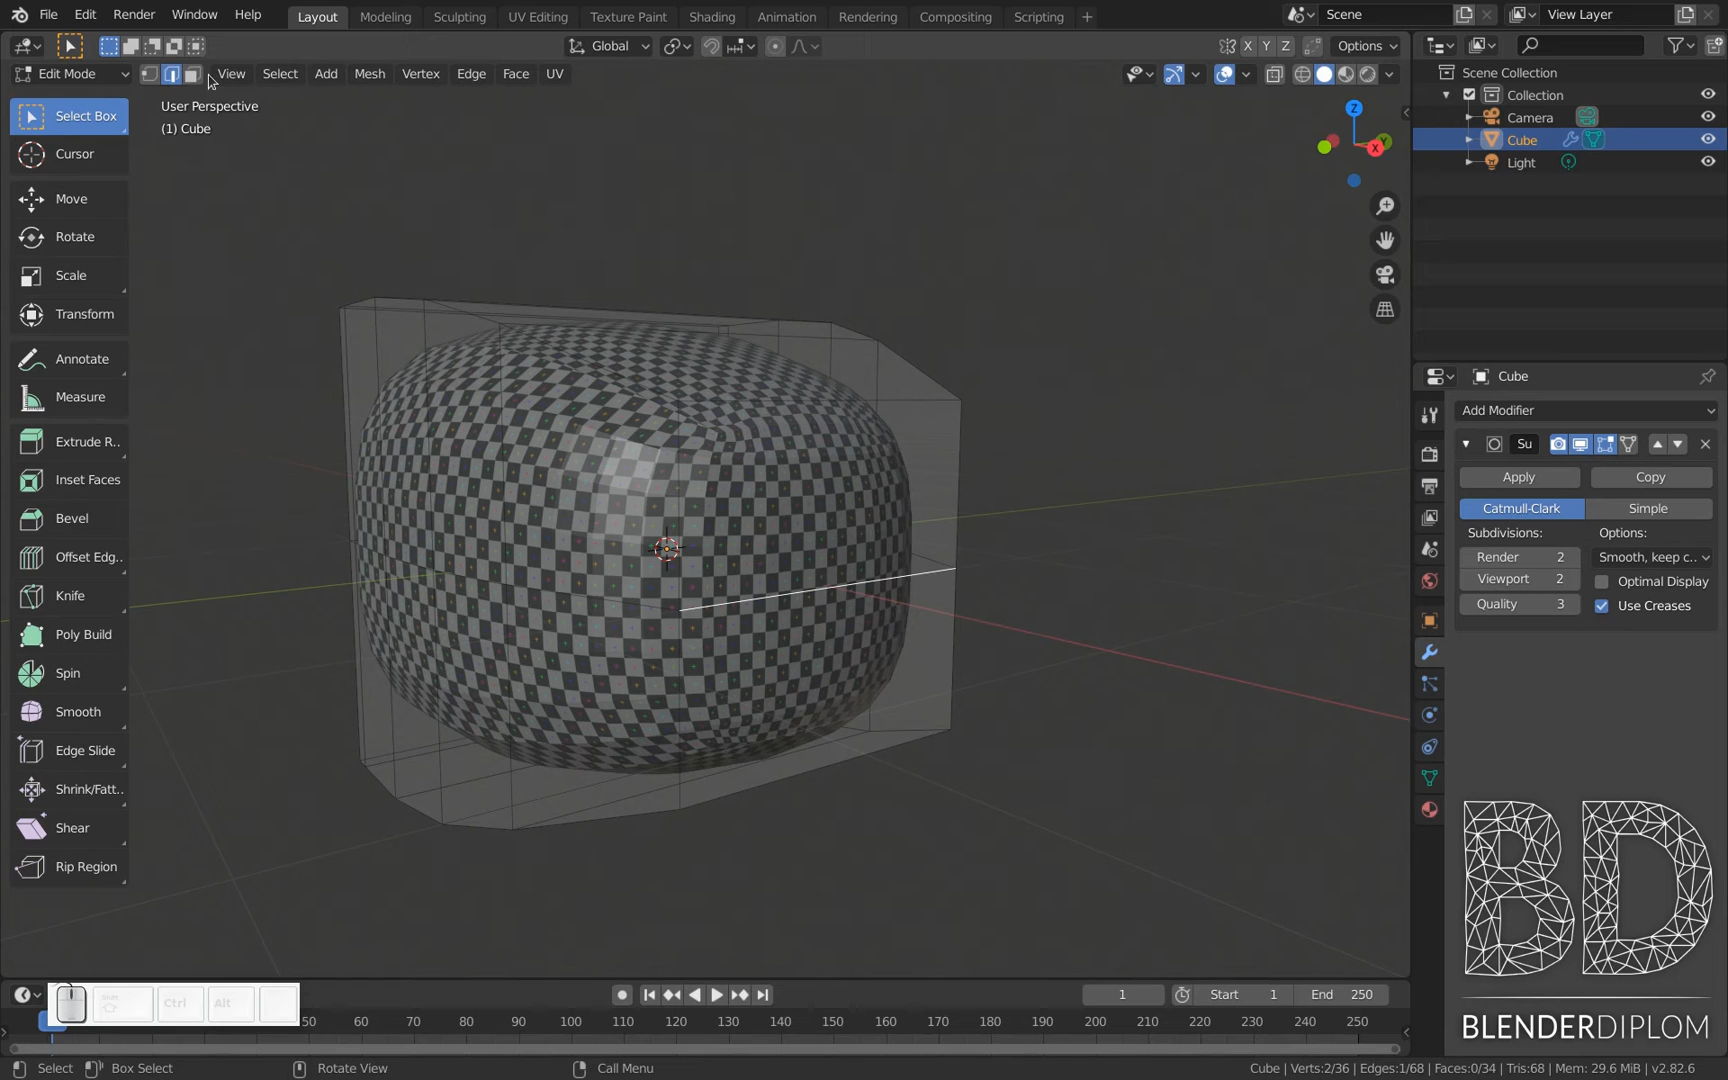 File Edit Render Window Help Layout Modeling Sculpting UV Editing Texture Paint Shading Animation Rendering Compositing Scripting + Scene View Layer
Global X Y Z Options
Edit Mode View Select Add Mesh Vertex Edge Face UV
User Perspective
(1) Cube
Select Box
Cursor
Move
Rotate
Scale
Transform
Annotate
Measure
Extrude R..
Inset Faces
Bevel
Offset Edg..
Knife
Poly Build
Spin
Smooth
Edge Slide
Shrink/Fatt..
Shear
Rip Region
Z
Y
X
Scene Collection
Collection
Camera
Cube
Light
Cube
Add Modifier
Su
Apply Copy
Catmull-Clark Simple
Subdivisions: Options:
Render 2 Smooth, keep c..
Viewport 2 Optimal Display
Quality 3 Use Creases
BD
BLENDERDIPLOM
Shift Ctrl Alt
1 Start 1 End 250
50 60 70 80 90 100 110 120 130 140 150 160 170 180 190 200 210 220 230 240 250
Select Box Select Rotate View Call Menu Cube | Verts:2/36 | Edges:1/68 | Faces:0/34 | Tris:68 | Mem: 29.6 MiB | v2.82.6